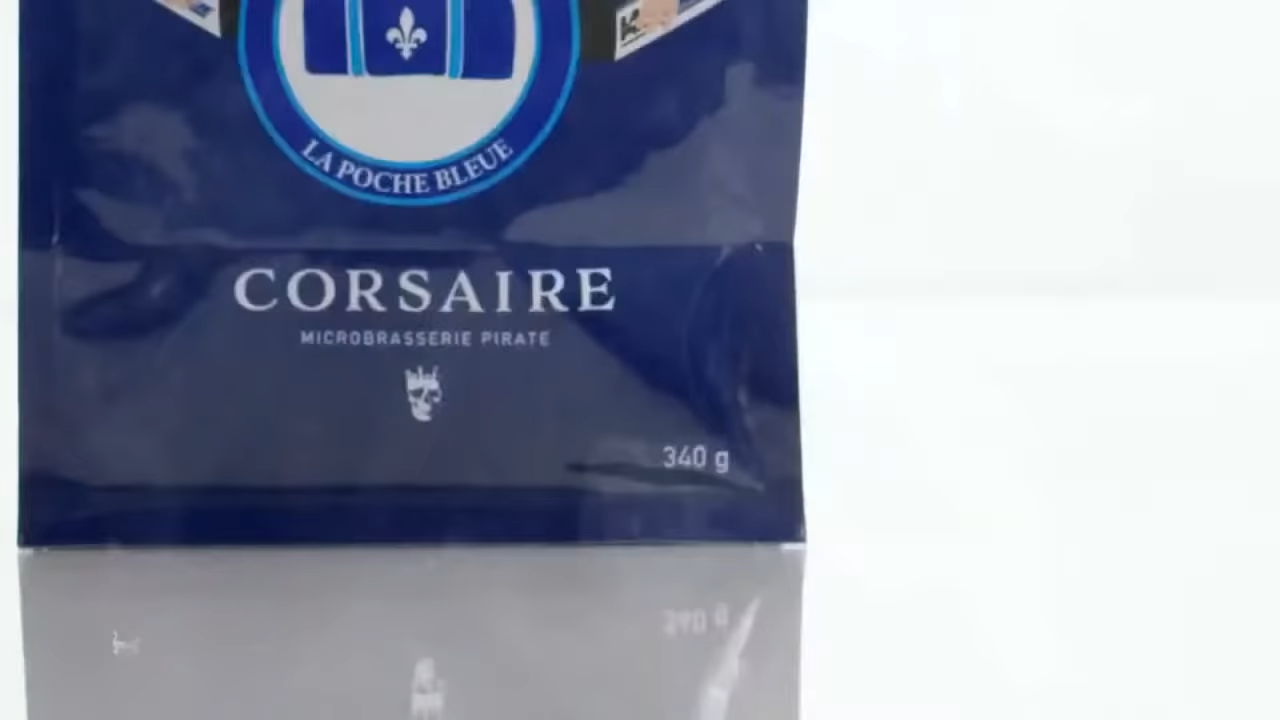 LA POCHE BLEUE
CORSAIRE
MICROBRASSERIE PIRATE
340 g